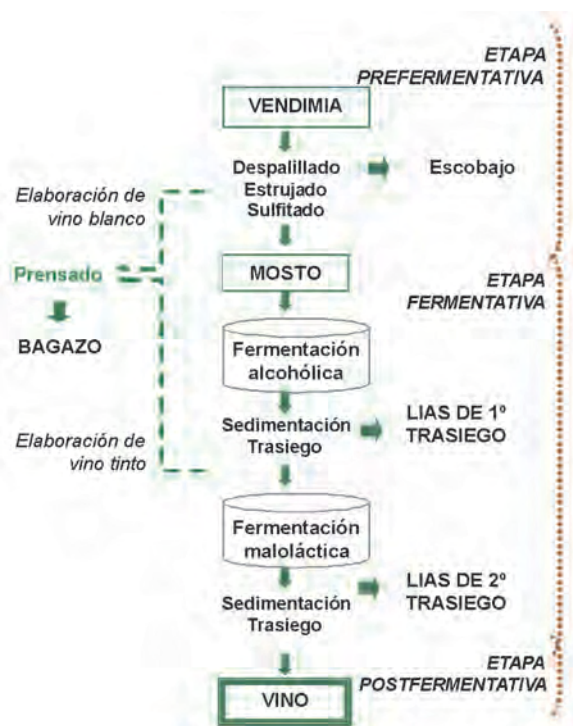 ETAPA
PREFERMENTATIVA
VENDIMIA
Despalillado
Estrujado
Sulfitado
Escobajo
Elaboración de
vino blanco
Prensado
BAGAZO
MOSTO
ETAPA
FERMENTATIVA
Fermentación
alcohólica
Sedimentación
Trasiego
LIAS DE 1º
TRASIEGO
Elaboración de
vino tinto
Fermentación
maloláctica
Sedimentación
Trasiego
LIAS DE 2º
TRASIEGO
ETAPA
POSTFERMENTATIVA
VINO